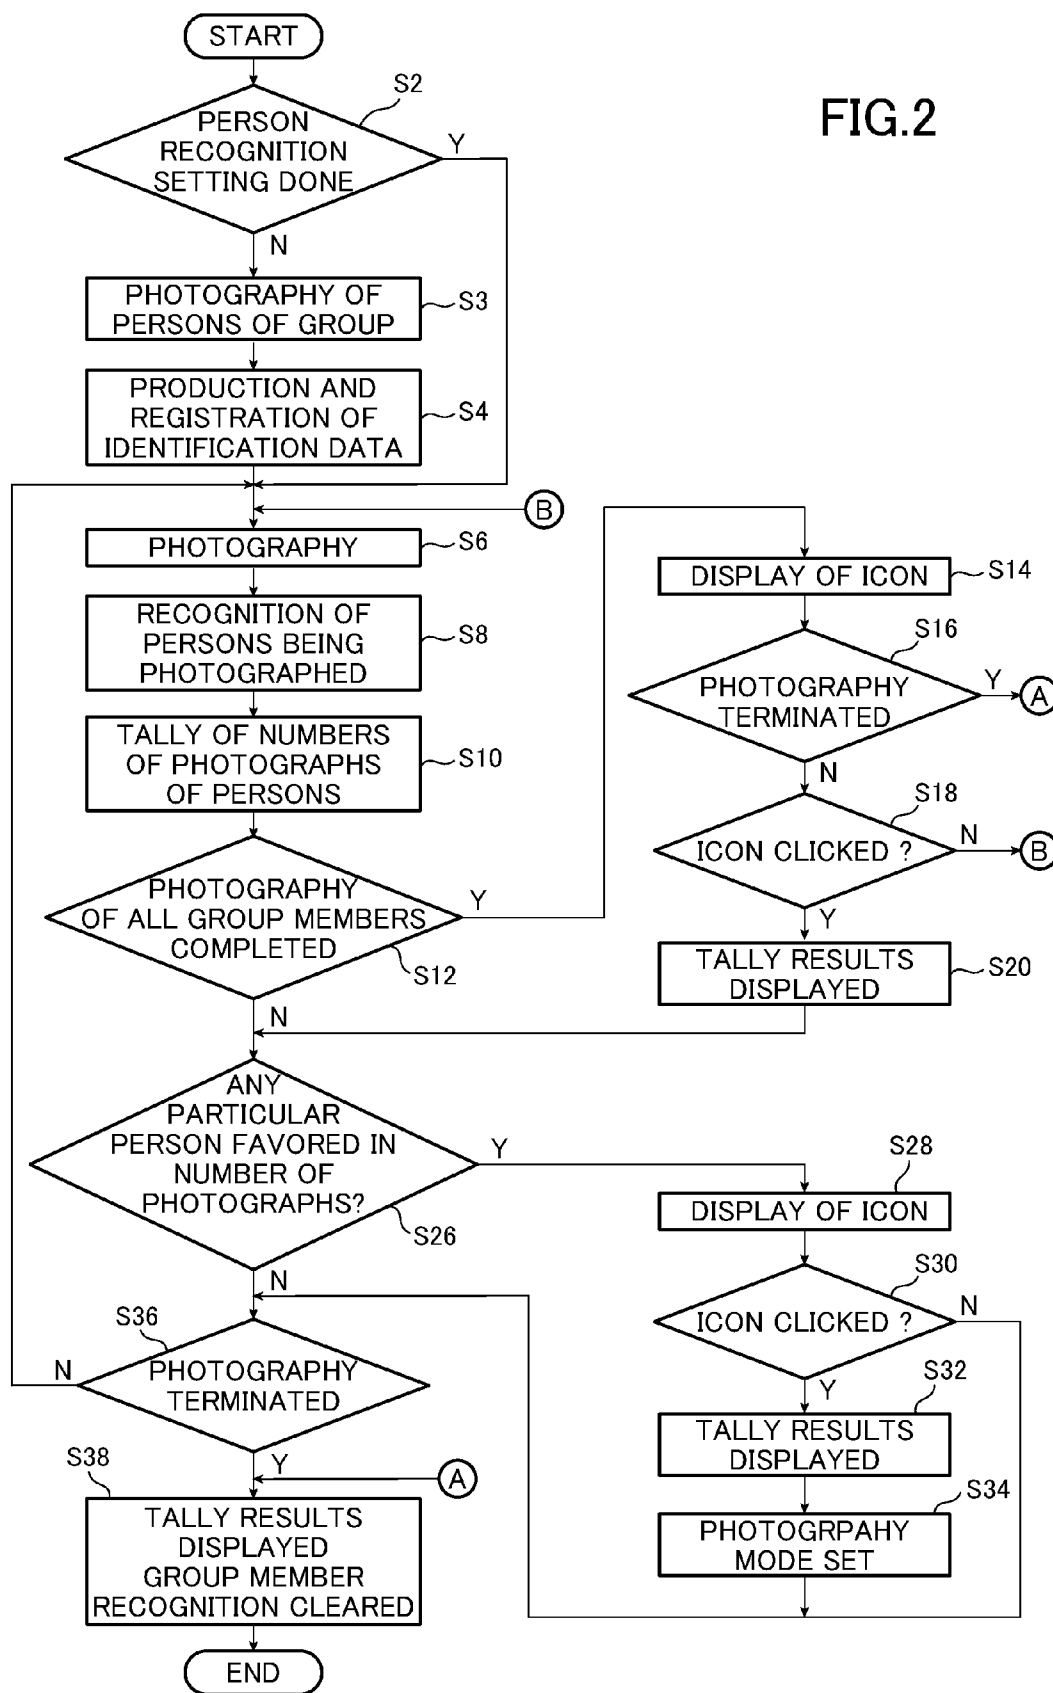 START
FIG.2
S2
PERSON
RECOGNITION
SETTING DONE
Y
N
PHOTOGRAPHY OF
PERSONS OF GROUP
S3
PRODUCTION AND
REGISTRATION OF
IDENTIFICATION DATA
S4
B
PHOTOGRAPHY
S6
RECOGNITION OF
PERSONS BEING
PHOTOGRAPHED
S8
TALLY OF NUMBERS
OF PHOTOGRAPHS
OF PERSONS
S10
PHOTOGRAPHY
OF ALL GROUP MEMBERS
COMPLETED
Y
S12
N
DISPLAY OF ICON
S14
S16
PHOTOGRAPHY
TERMINATED
Y
A
N
S18
ICON CLICKED ?
N
B
Y
TALLY RESULTS
DISPLAYED
S20
ANY
PARTICULAR
PERSON FAVORED IN
NUMBER OF
PHOTOGRAPHS?
Y
S26
N
S28
DISPLAY OF ICON
S30
ICON CLICKED ?
N
Y
S32
TALLY RESULTS
DISPLAYED
S34
PHOTOGRPAHY
MODE SET
S36
PHOTOGRAPHY
TERMINATED
N
Y
A
S38
TALLY RESULTS
DISPLAYED
GROUP MEMBER
RECOGNITION CLEARED
END